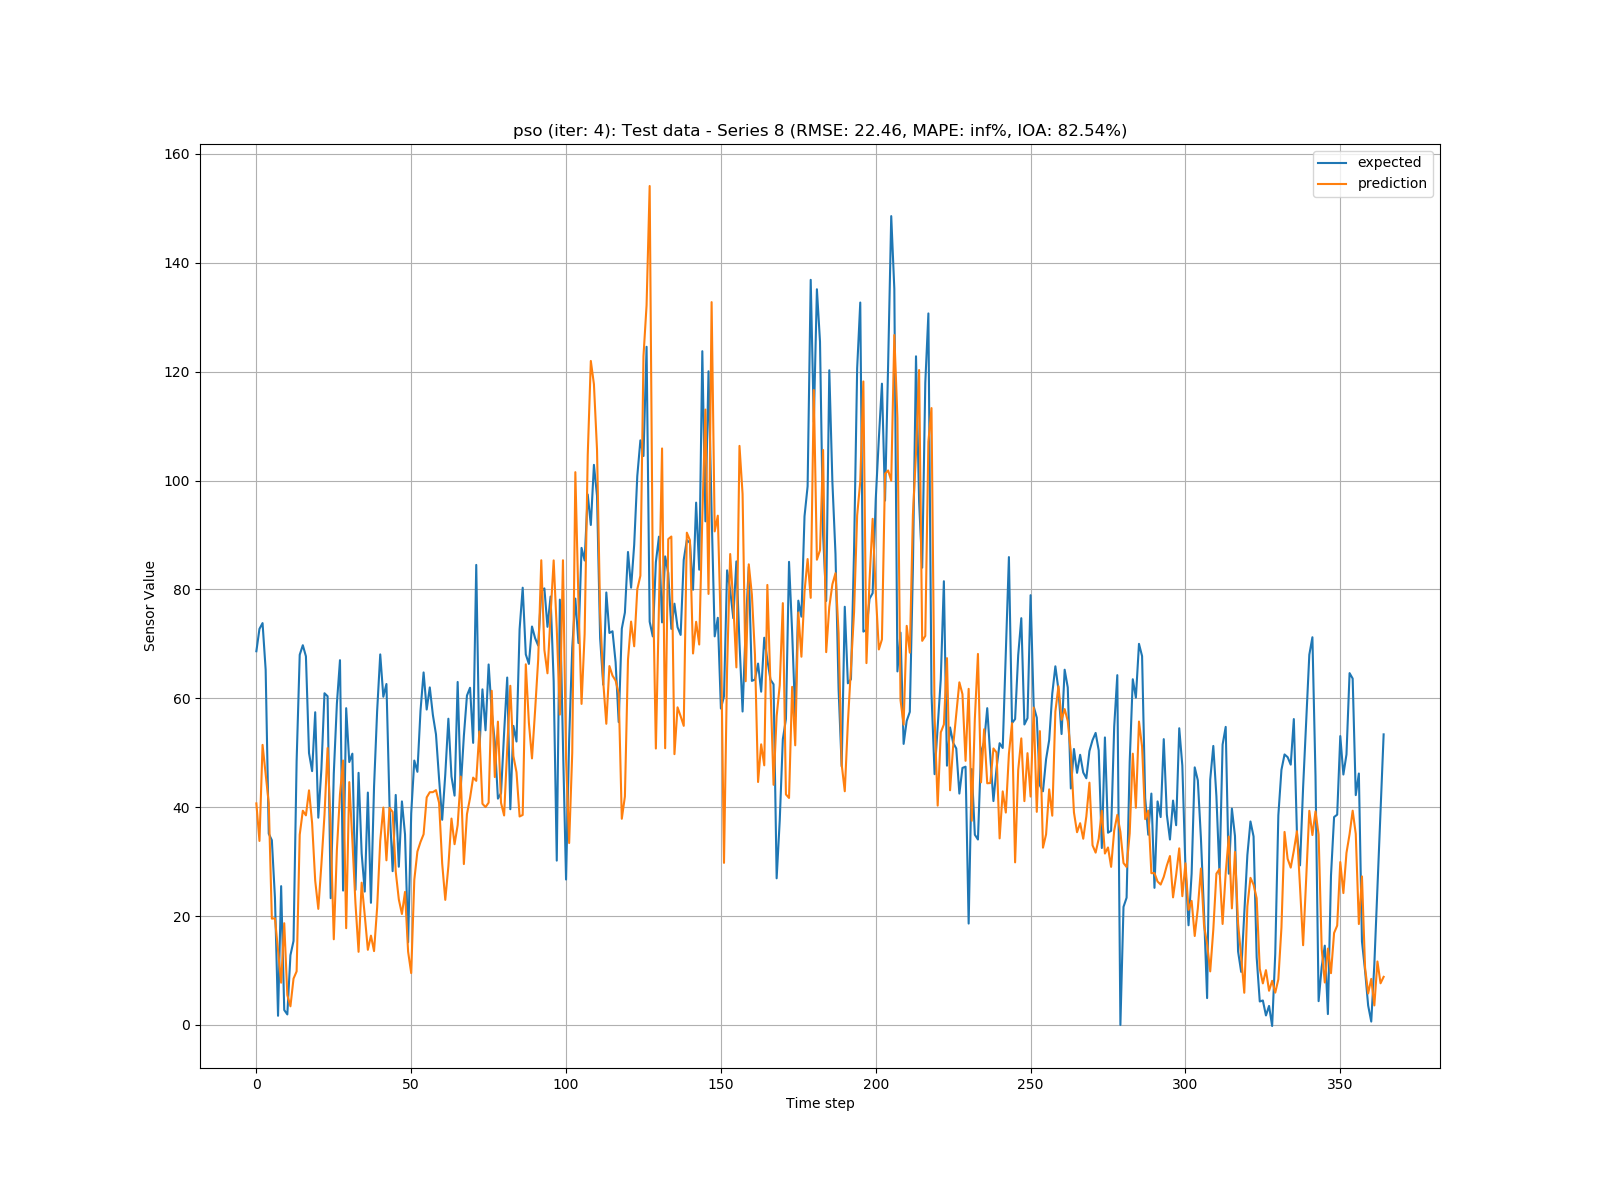 pso (iter: 4): Test data - Series 8 (RMSE: 22.46, MAPE: inf%, IOA: 82.54%)
expected
prediction
160
140
120
100
80
60
40
20
0
Sensor Value
0 50 100 150 200 250 300 350
Time step